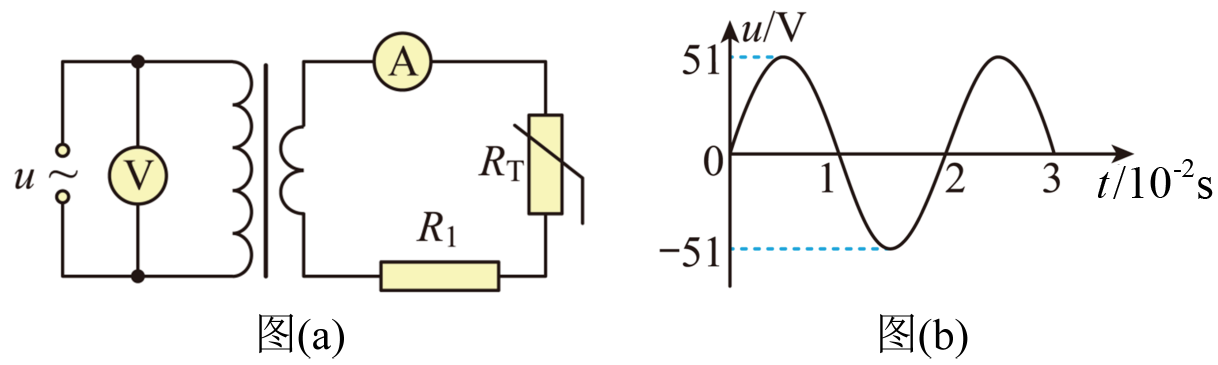 u ~
V
A
R_T
R_1
图(a)
u/V
51
0
1
2
3
t/10^-2 s
−51
图(b)